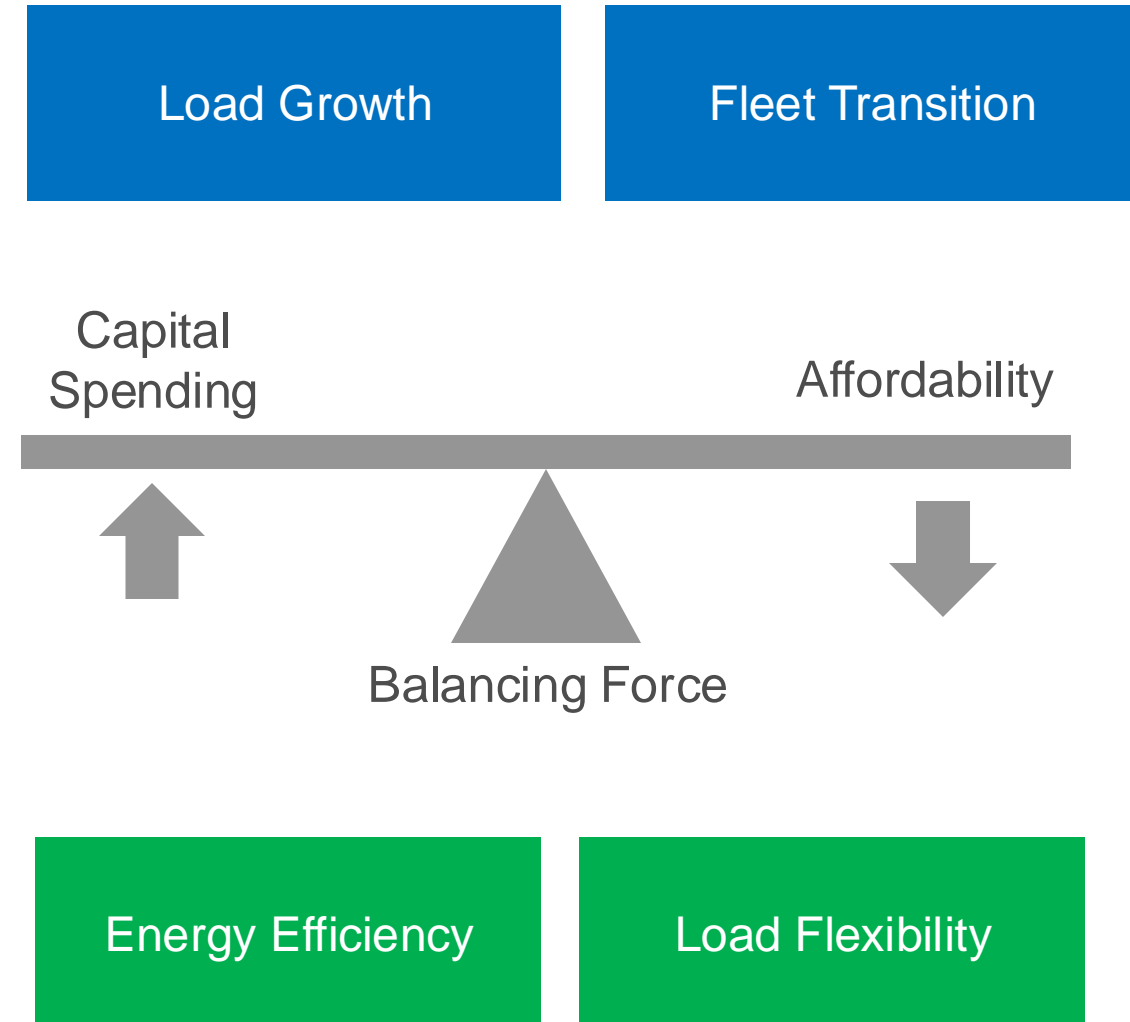 Load Growth
Fleet Transition
Capital
Spending
Affordability
Balancing Force
Energy Efficiency
Load Flexibility